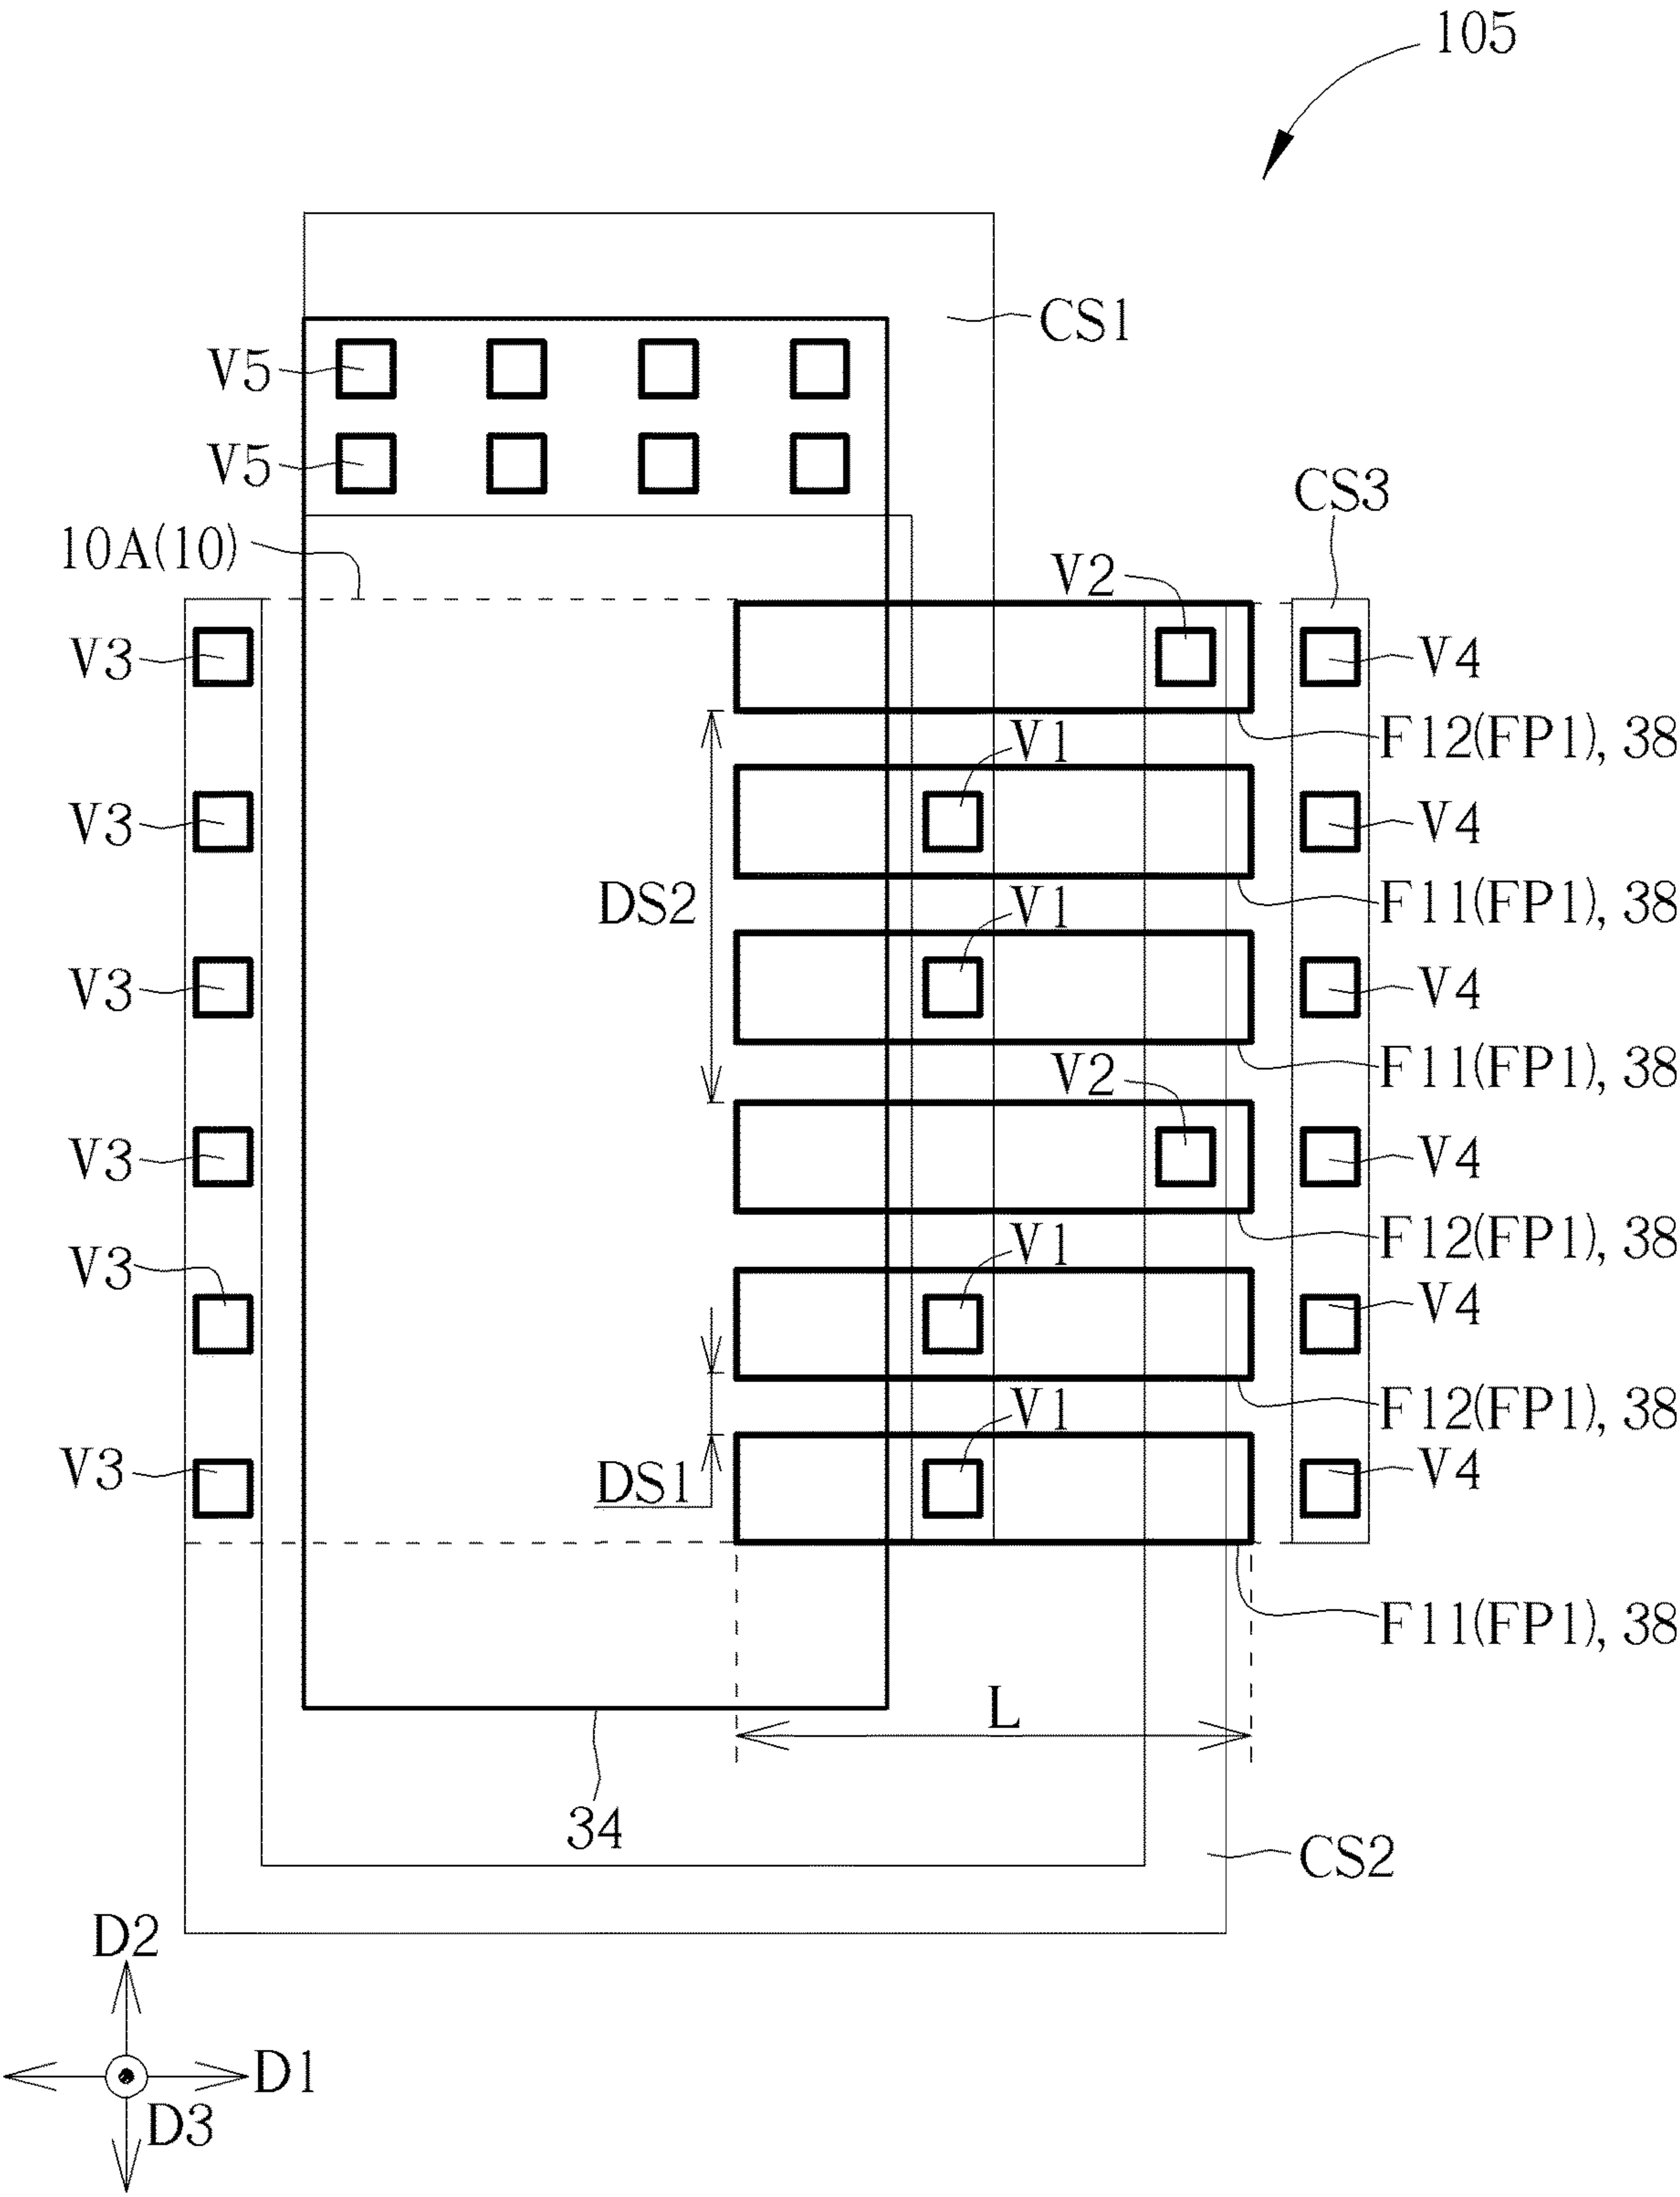 105
CS1
V5
V5
CS3
10A(10)
V2
V3
V4
F12(FP1), 38
V1
V3
V4
DS2
F11(FP1), 38
V1
V3
V4
F11(FP1), 38
V2
V3
V4
F12(FP1), 38
V1
V3
V4
F12(FP1), 38
V1
V3
V4
DS1
F11(FP1), 38
L
34
CS2
D2
D1
D3